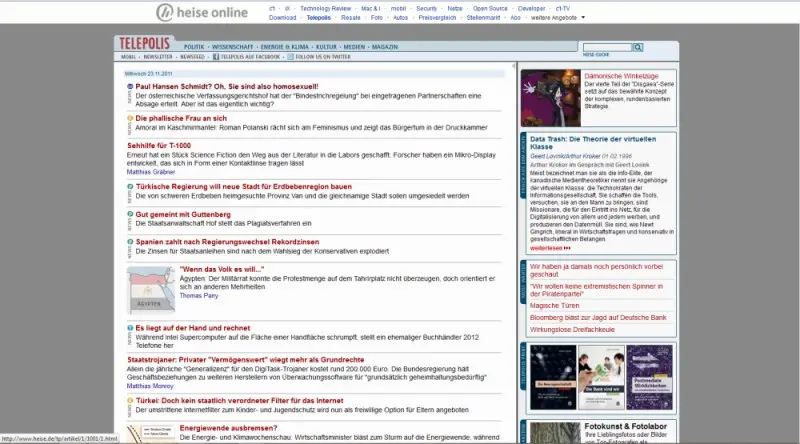 heise online
c't · iX · Technology Review · Mac & i · mobil · Security · Netze · Open Source · Developer · c't-TV
Download · Telepolis · Resale · Foto · Autos · Preisvergleich · Stellenmarkt · Abo · weitere Angebote
TELEPOLIS
POLITIK · WISSENSCHAFT · ENERGIE & KLIMA · KULTUR · MEDIEN · MAGAZIN
MOBIL · NEWSLETTER · NEWSFEED · TELEPOLIS AUF FACEBOOK · FOLLOW US ON TWITTER
HEISE-SUCHE
Mittwoch 23.11.2011
Paul Hansen Schmidt? Oh, Sie sind also homosexuell!
Der österreichische Verfassungsgerichtshof hat der "Bindestrichregelung" bei eingetragenen Partnerschaften eine
Absage erteilt. Aber ist das eigentlich wichtig?
Die phallische Frau an sich
Amoral im Kaschmirmantel: Roman Polanski rächt sich am Feminismus und zeigt das Bürgertum in der Druckkammer
Sehhilfe für T-1000
Erneut hat ein Stück Science Fiction den Weg aus der Literatur in die Labors geschafft: Forscher haben ein Mikro-Display
entwickelt, das sich in Form einer Kontaktlinse tragen lässt
Matthias Gräbner
Türkische Regierung will neue Stadt für Erdbebenregion bauen
Die von schweren Erdbeben heimgesuchte Provinz Van und die gleichnamige Stadt sollen umgesiedelt werden
Gut gemeint mit Guttenberg
Die Staatsanwaltschaft Hof stellt das Plagiatsverfahren ein
Spanien zahlt nach Regierungswechsel Rekordzinsen
Die Zinsen für Staatsanleihen sind nach dem Wahlsieg der Konservativen explodiert
"Wenn das Volk es will..."
Ägypten. Der Militärrat konnte die Protestmenge auf dem Tahrirplatz nicht überzeugen, doch orientiert er
sich an anderen Mehrheiten
Thomas Pany
ÄGYPTEN
Es liegt auf der Hand und rechnet
Während Intel Supercomputer auf die Fläche einer Handfläche schrumpft, stellt ein ehemaliger Buchhändler 2012
Telefone her
Staatstrojaner: Privater "Vermögenswert" wiegt mehr als Grundrechte
Allein die jährliche "Generalizenz" für den DigiTask-Trojaner kostet rund 200 000 Euro. Die Bundesregierung hält
Geschäftsbeziehungen zu weiteren Herstellern von Überwachungssoftware für "grundsätzlich geheimhaltungsbedürftig"
Matthias Monroy
Türkei: Doch kein staatlich verordneter Filter für das Internet
Der umstrittene Internetfilter zum Kinder- und Jugendschutz wird nun als freiwillige Option für Eltern angeboten
Energiewende ausbremsen?
Die Energie- und Klimawochenschau: Wirtschaftsminister bläst zum Sturm auf die Energiewende, während
Dämonische Winkelzüge
Der vierte Teil der "Disgaea"-Serie
setzt auf das bewährte Konzept
der komplexen, rundenbasierten
Strategie.
Data Trash: Die Theorie der virtuellen
Klasse
Geert Lovink/Arthur Kroker 01.02.1996
Arthur Kroker im Gespräch mit Geert Lovink
Meist bezeichnet man sie als die Info-Elite, der
kanadische Medientheoretiker nennt sie Angehörige
der virtuellen Klasse: die Technokraten der
Informationsgesellschaft. Sie schaffen die Tools,
versuchen, sie an den Mann zu bringen, sind
Missionare, die für den Eintritt ins Netz, für die
Digitalisierung von allem und jedem werben, und
produzieren den Datenmüll. Sie sind, wie Newt
Gingrich, liberal in Wirtschaftsfragen und konservativ in
gesellschaftlichen Belangen.
weiterlesen
Wir haben ja damals noch persönlich vorbei
geschaut
"Wir wollen keine extremistischen Spinner in
der Piratenpartei"
Magische Türen
Bloomberg bläst zur Jagd auf Deutsche Bank
Wirkungslose Dreifachkeule
Postmediale
Wirklichkeiten
Fotokunst & Fotolabor
Ihre Lieblingsfotos oder Bilder
von Top-Fotografen als
http://www.heise.de/tp/artikel/1/1001/1.html